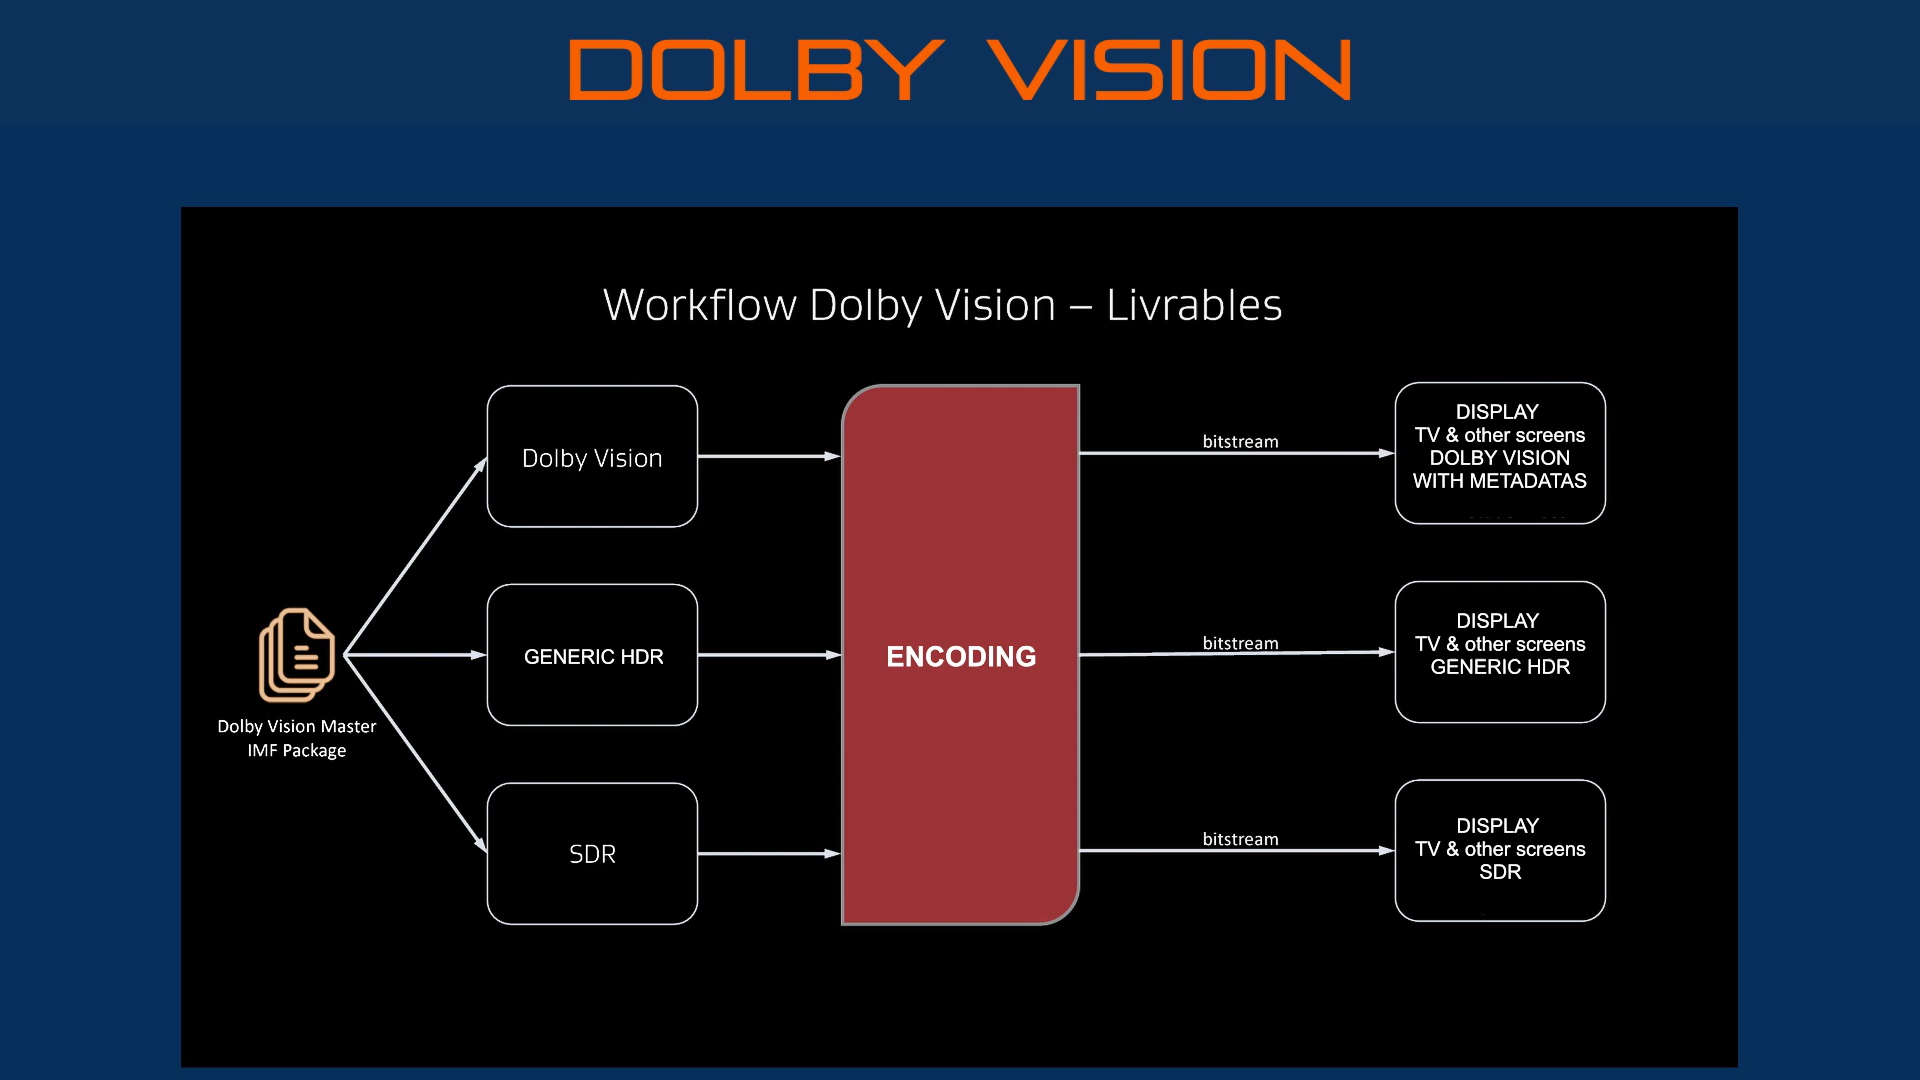 DOLBY VISION
Workflow Dolby Vision – Livrables
Dolby Vision Master
IMF Package
Dolby Vision
GENERIC HDR
SDR
ENCODING
bitstream
bitstream
bitstream
DISPLAY
TV & other screens
DOLBY VISION
WITH METADATAS
DISPLAY
TV & other screens
GENERIC HDR
DISPLAY
TV & other screens
SDR